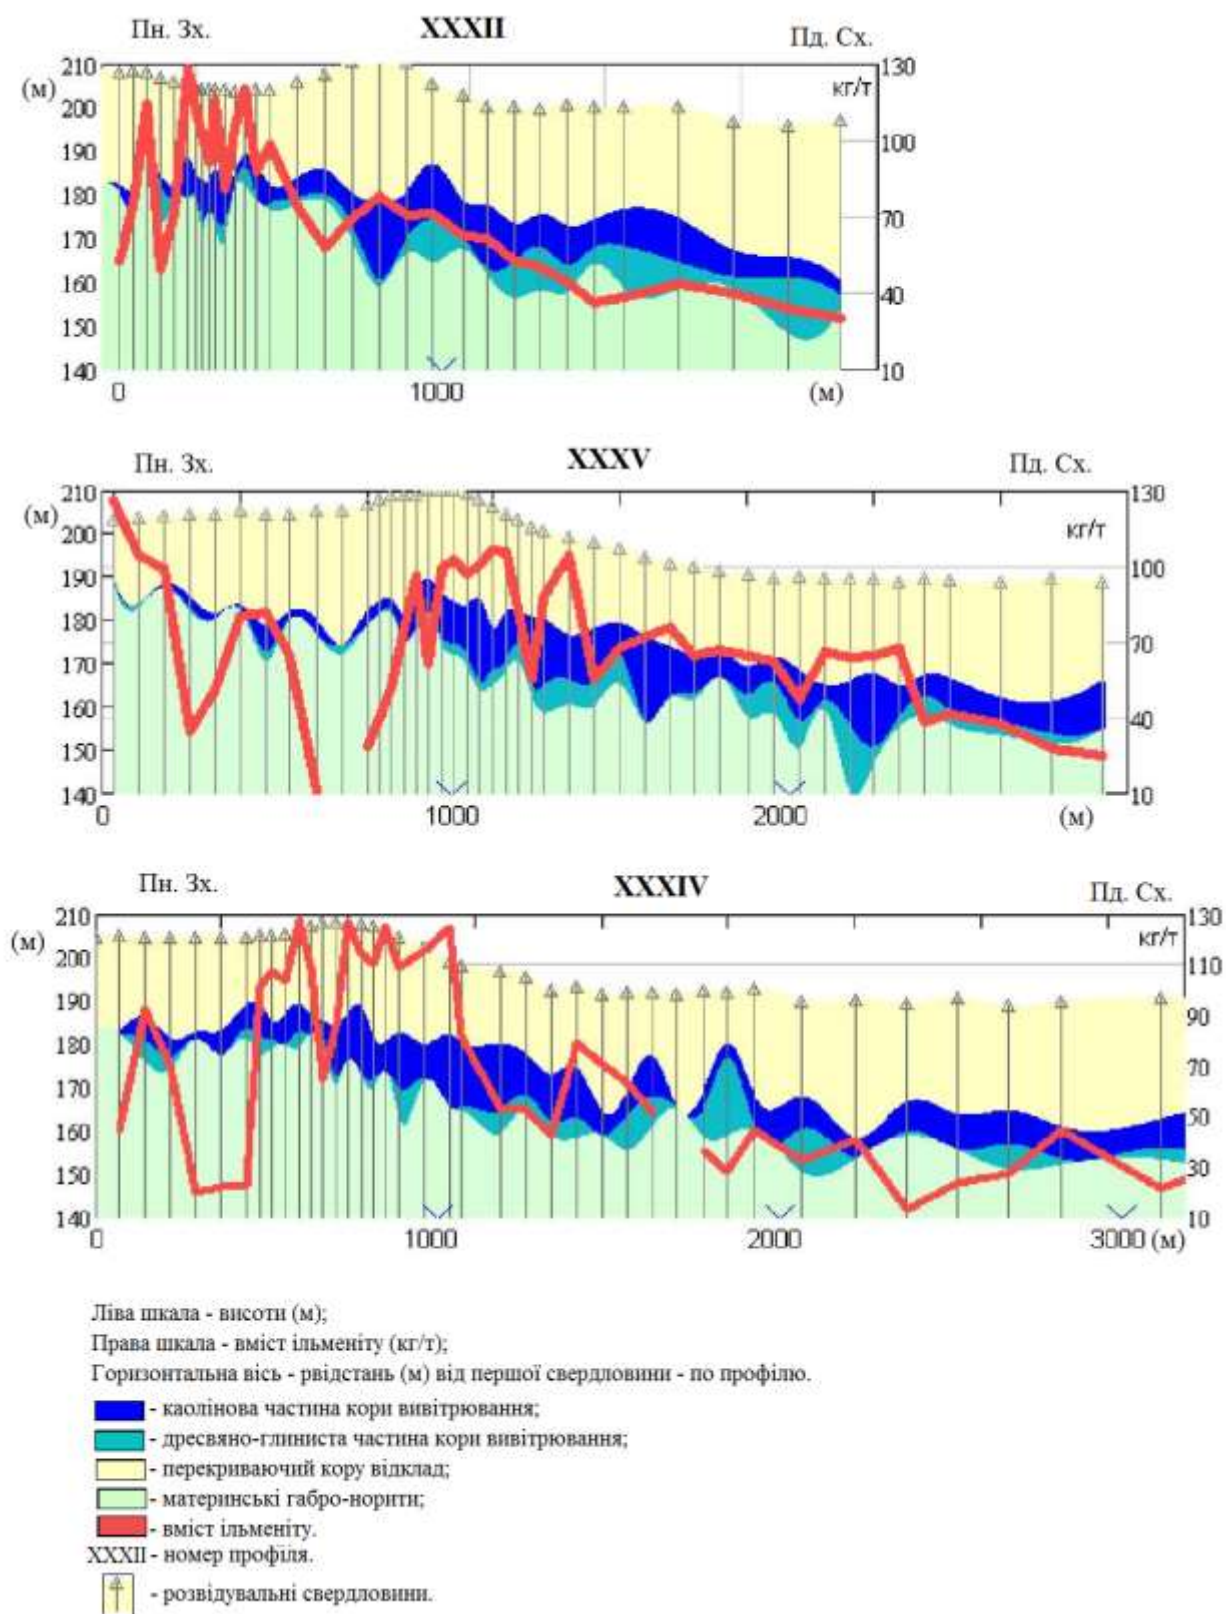 Пн. Зх. XXXII Пд. Сх.
210 130
(м) кг/т
200
190 100
180
70
170
160
40
150
140 10
0 1000 (м)
Пн. Зх. XXXV Пд. Сх.
210 130
(м) кг/т
200
190 100
180
170 70
160
40
150
140 10
0 1000 2000 (м)
Пн. Зх. XXXIV Пд. Сх.
210 130
(м) кг/т
200 110
190 90
180
70
170
160 50
150 30
140 10
0 1000 2000 3000 (м)
Ліва шкала - висоти (м);
Права шкала - вміст ільменіту (кг/т);
Горизонтальна вісь - рвідстань (м) від першої свердловини - по профілю.
- каолінова частина кори вивітрювання;
- дресвяно-глиниста частина кори вивітрювання;
- перекриваючий кору відклад;
- материнські габро-норити;
- вміст ільменіту.
XXXII - номер профіля.
- розвідувальні свердловини.